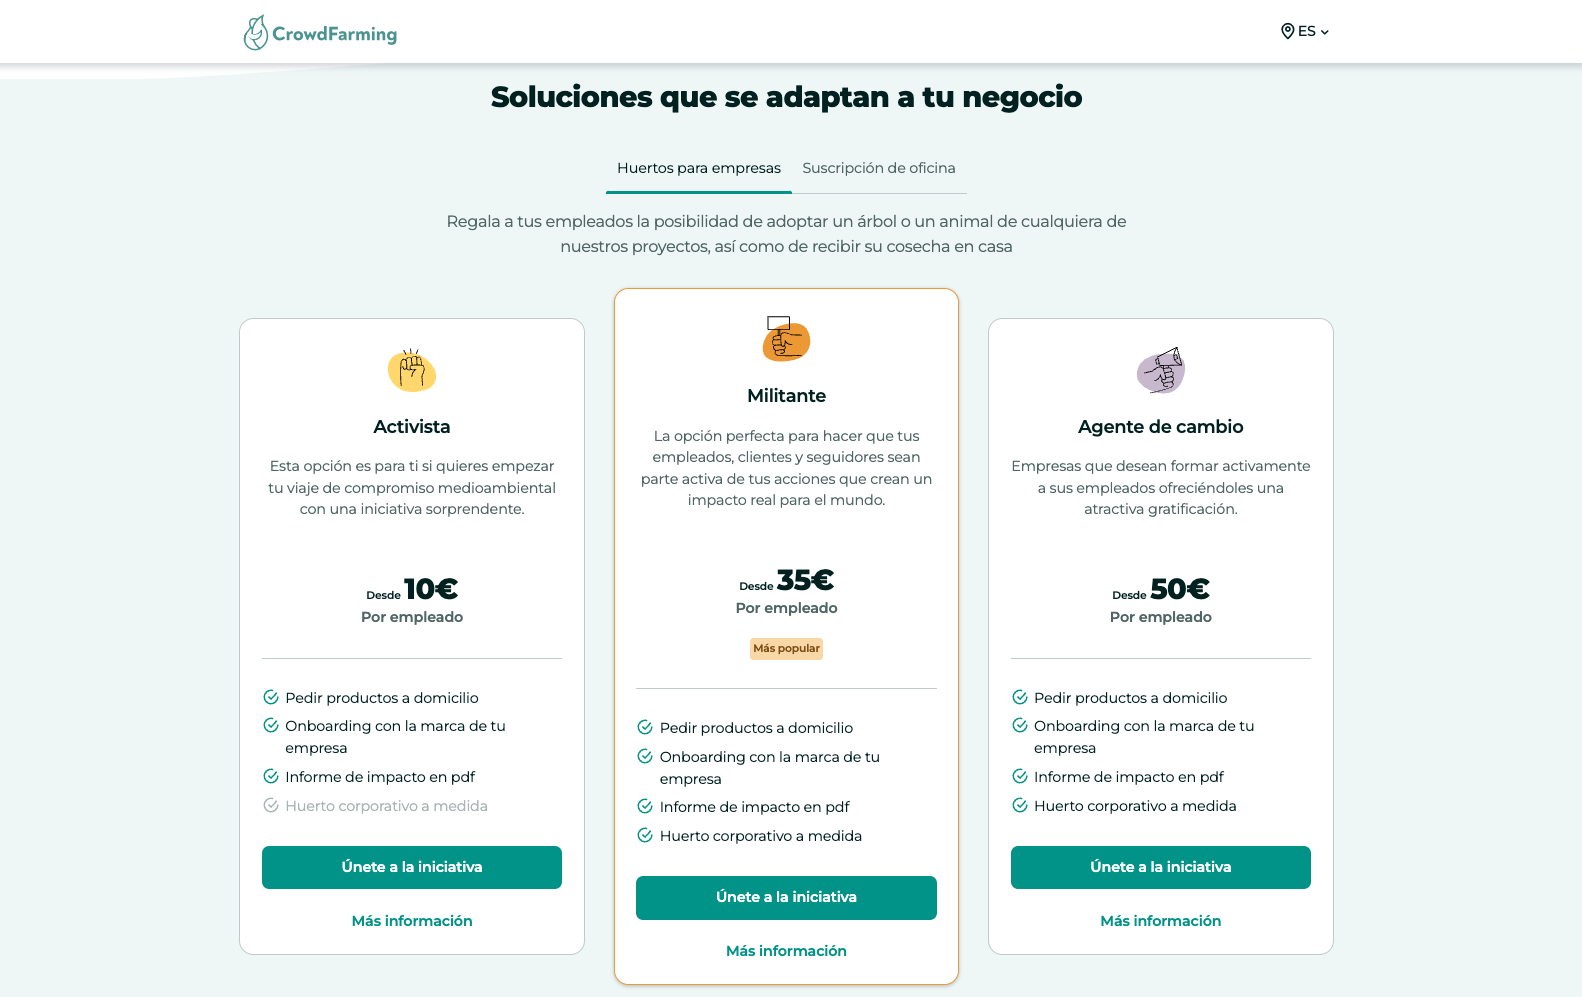 CrowdFarming
ES
Soluciones que se adaptan a tu negocio
Huertos para empresas
Suscripción de oficina
Regala a tus empleados la posibilidad de adoptar un árbol o un animal de cualquiera de
nuestros proyectos, así como de recibir su cosecha en casa
Activista
Esta opción es para ti si quieres empezar
tu viaje de compromiso medioambiental
con una iniciativa sorprendente.
Desde 10€
Por empleado
Pedir productos a domicilio
Onboarding con la marca de tu
empresa
Informe de impacto en pdf
Huerto corporativo a medida
Únete a la iniciativa
Más información
Militante
La opción perfecta para hacer que tus
empleados, clientes y seguidores sean
parte activa de tus acciones que crean un
impacto real para el mundo.
Desde 35€
Por empleado
Más popular
Pedir productos a domicilio
Onboarding con la marca de tu
empresa
Informe de impacto en pdf
Huerto corporativo a medida
Únete a la iniciativa
Más información
Agente de cambio
Empresas que desean formar activamente
a sus empleados ofreciéndoles una
atractiva gratificación.
Desde 50€
Por empleado
Pedir productos a domicilio
Onboarding con la marca de tu
empresa
Informe de impacto en pdf
Huerto corporativo a medida
Únete a la iniciativa
Más información